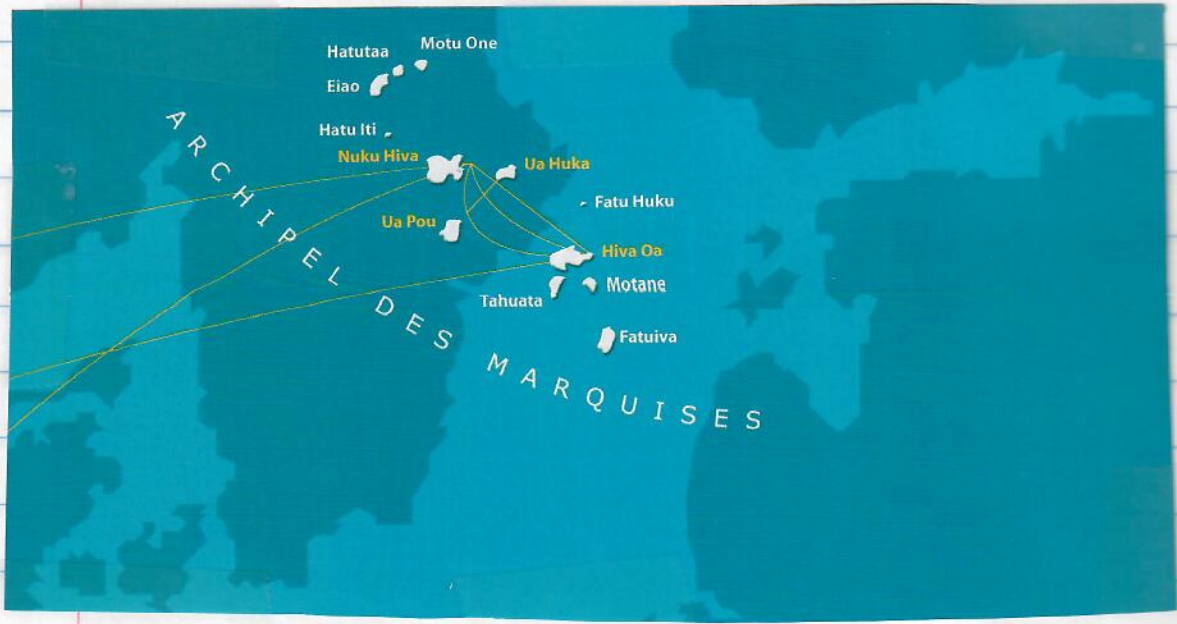 Motu One
Hatutaa
Eiao
Hatu Iti
Nuku Hiva
Ua Huka
Fatu Huku
Ua Pou
Hiva Oa
Motane
Tahuata
Fatuiva
ARCHIPEL DES MARQUISES